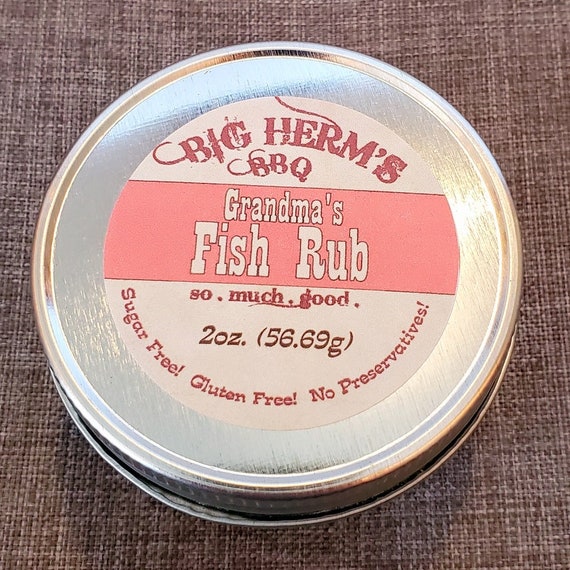 BIG HERM'S
BBQ
Grandma's
Fish Rub
so . much . good .
2oz. (56.69g)
Sugar Free! Gluten Free! No Preservatives!